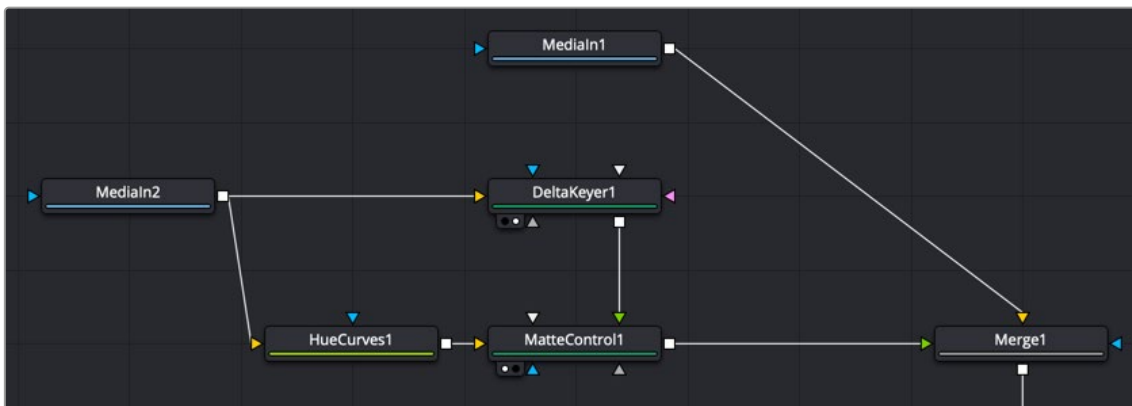 MediaIn1
MediaIn2
DeltaKeyer1
HueCurves1
MatteControl1
Merge1